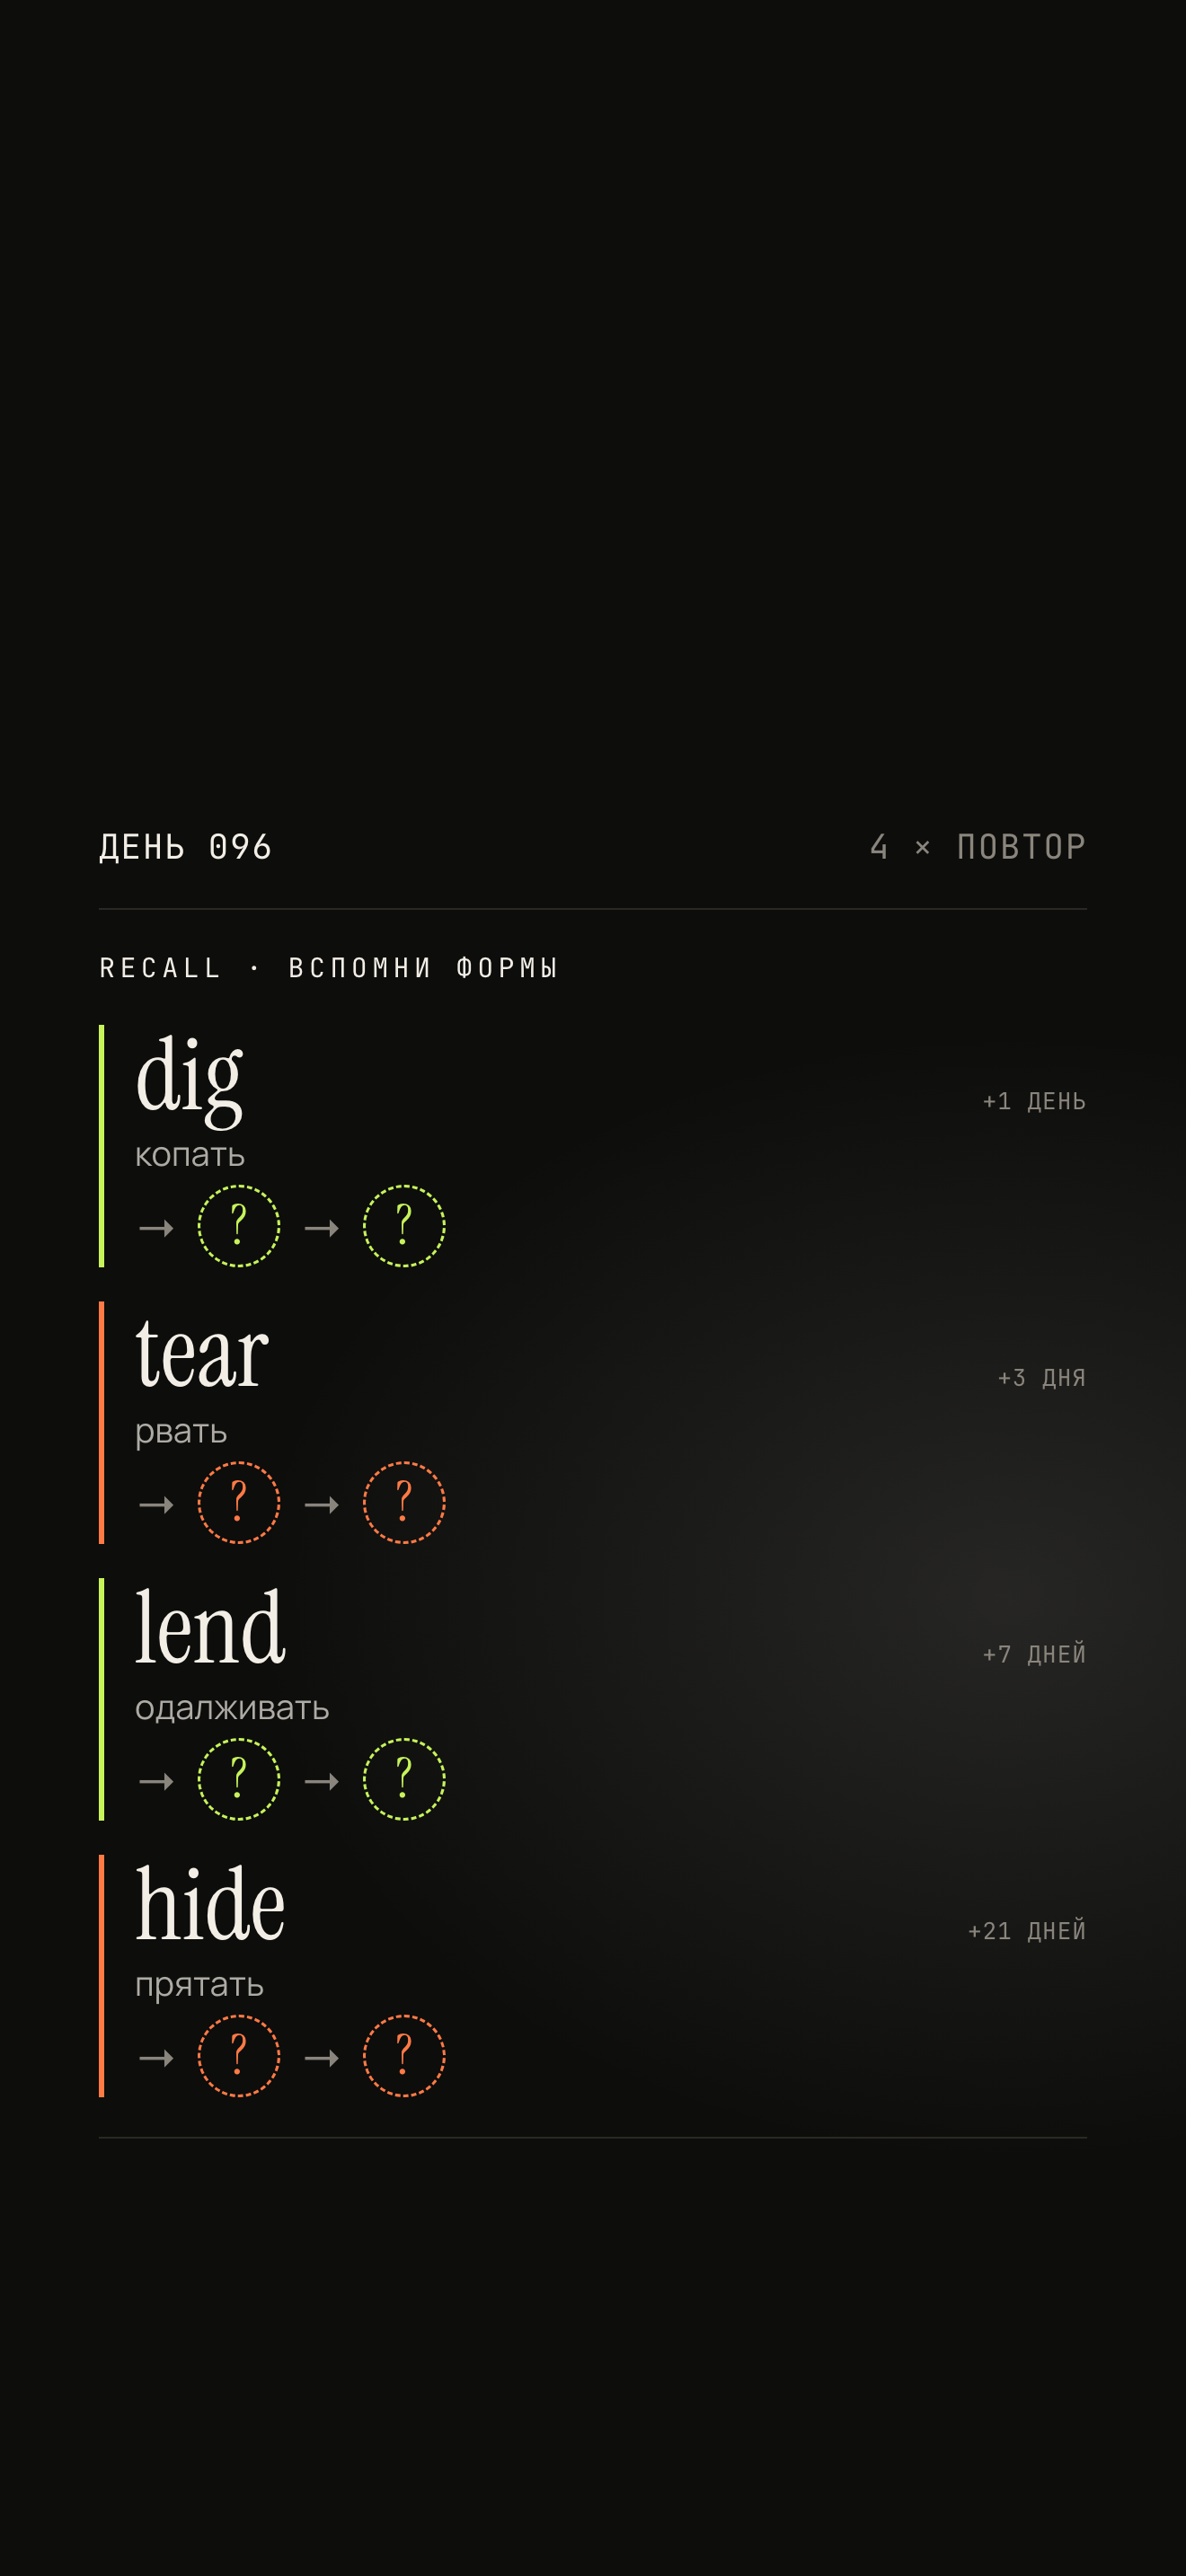 ДЕНЬ 096
4 × ПОВТОР
RECALL · ВСПОМНИ ФОРМЫ
dig
+1 ДЕНЬ
копать
→ ? → ?
tear
+3 ДНЯ
рвать
→ ? → ?
lend
+7 ДНЕЙ
одалживать
→ ? → ?
hide
+21 ДНЕЙ
прятать
→ ? → ?